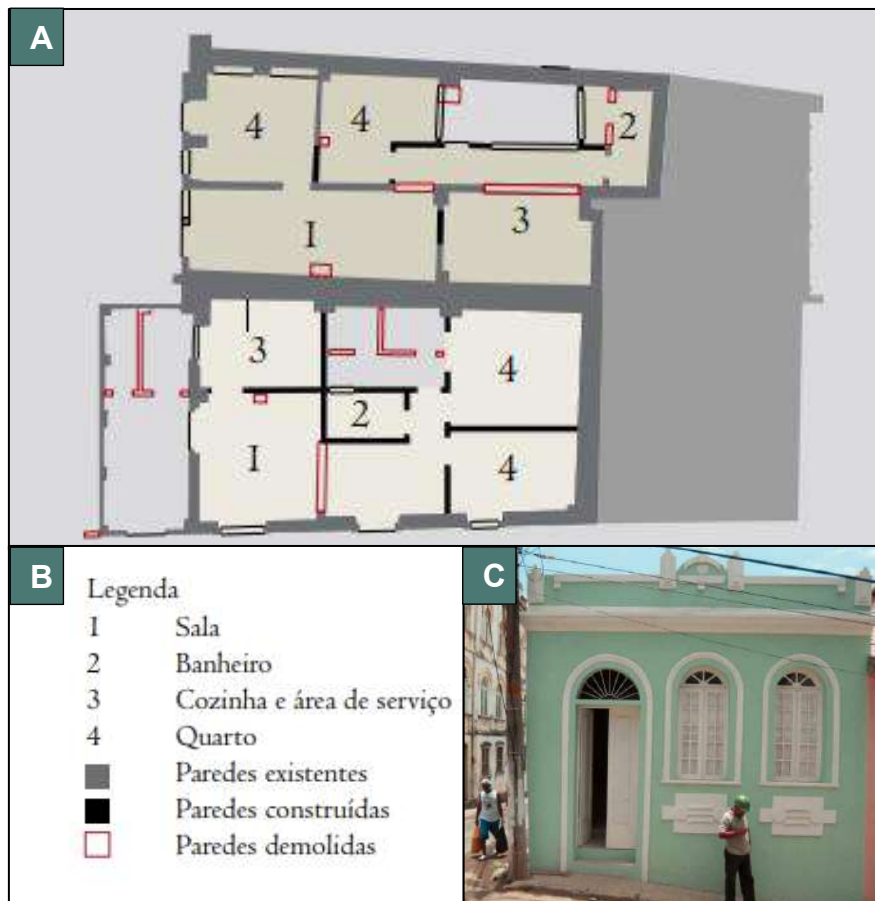 A
4
4
2
3
1
3
4
2
1
4
B
Legenda
1 Sala
2 Banheiro
3 Cozinha e área de serviço
4 Quarto
Paredes existentes
Paredes construídas
Paredes demolidas
C